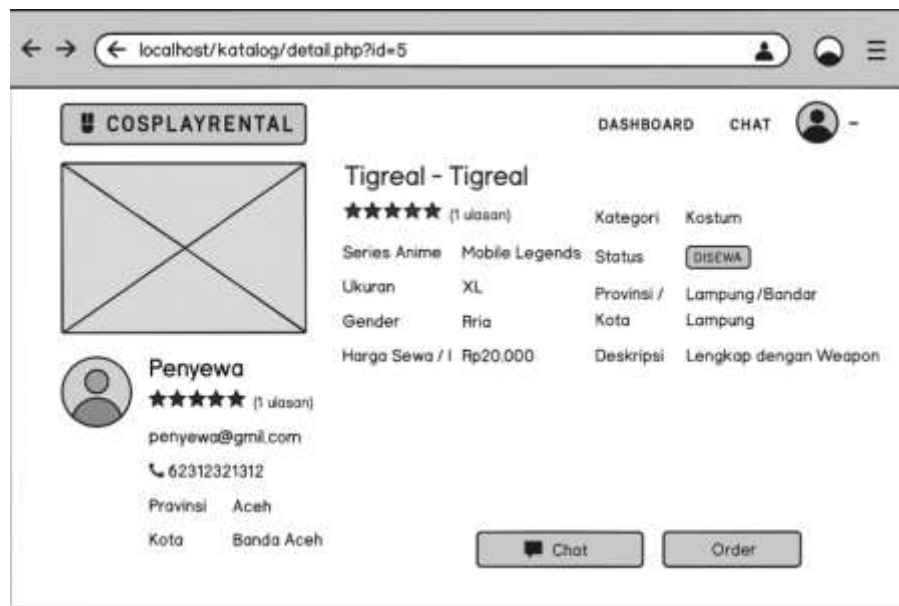 localhost/katalog/detail.php?id=5
COSPLAYRENTAL
DASHBOARD CHAT
Tigreal - Tigreal
(1 ulasan)
Series Anime Mobile Legends
Ukuran XL
Gender Pria
Harga Sewa / I Rp20.000
Kategori Kostum
Status DISEWA
Provinsi / Lampung/Bandar
Kota Lampung
Deskripsi Lengkap dengan Weapon
Penyewa
(1 ulasan)
penyewa@gmil.com
62312321312
Provinsi Aceh
Kota Banda Aceh
Chat
Order